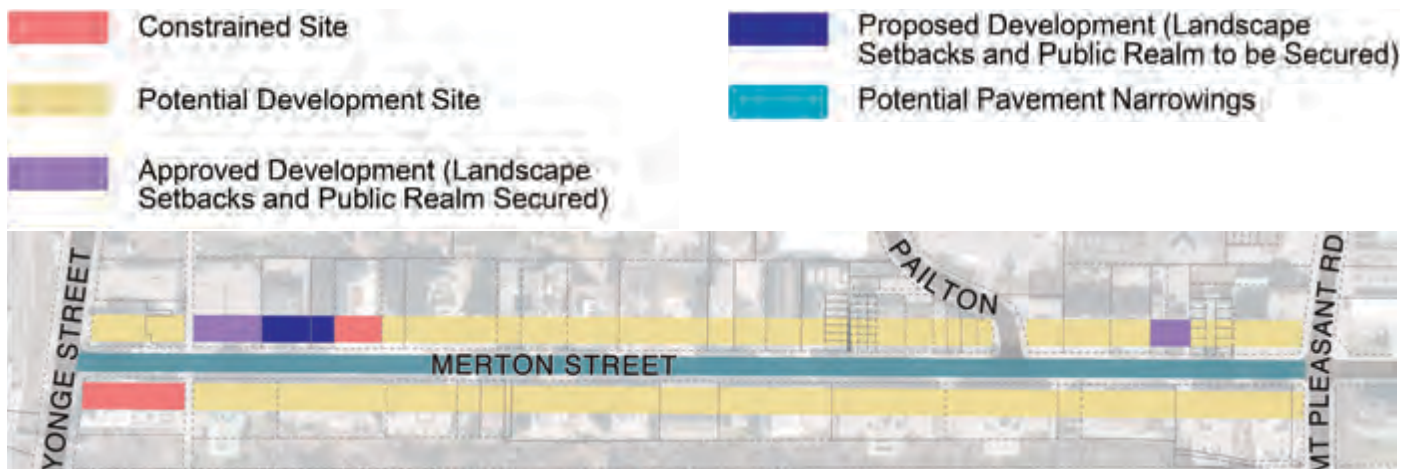 Constrained Site
Potential Development Site
Approved Development (Landscape
Setbacks and Public Realm Secured)
Proposed Development (Landscape
Setbacks and Public Realm to be Secured)
Potential Pavement Narrowings
YONGE STREET
MERTON STREET
PAILTON
MT PLEASANT RD